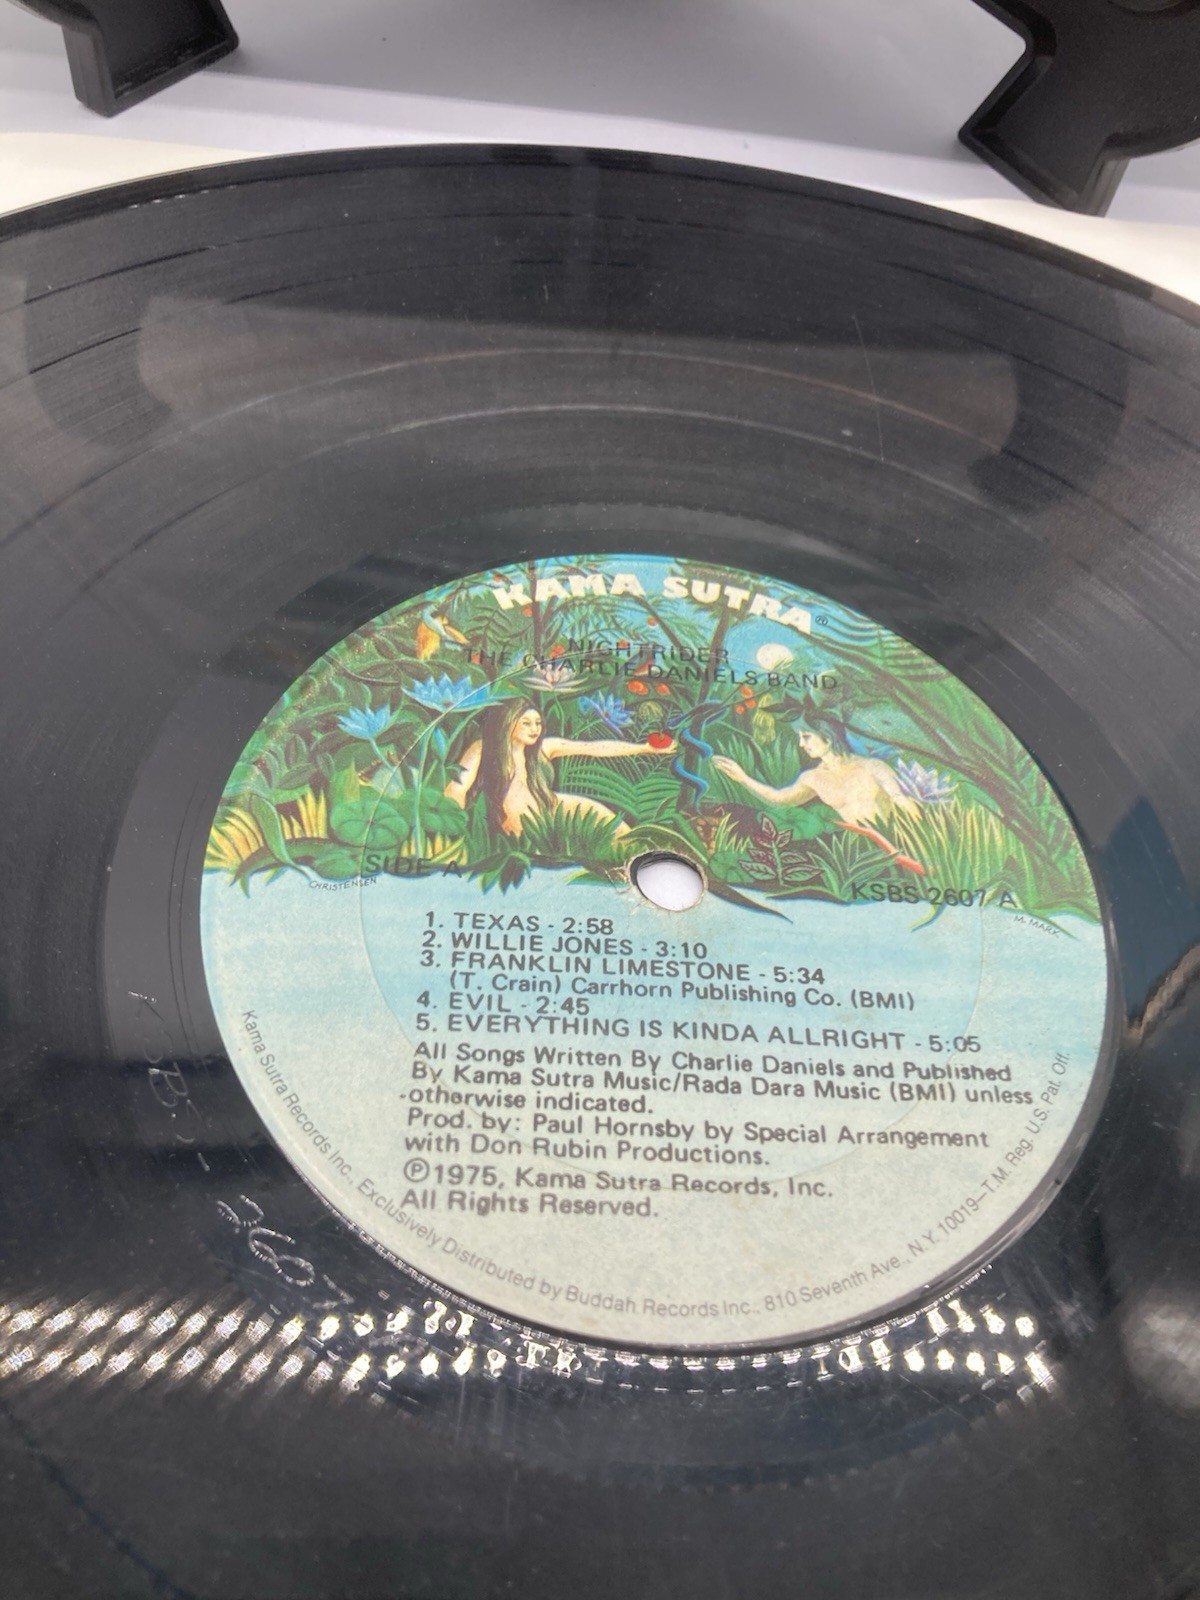 KAMA SUTRA®
NIGHTRIDER
THE CHARLIE DANIELS BAND
SIDE A
CHRISTENSEN
KSBS 2607 A
M. MARK
1. TEXAS - 2:58
2. WILLIE JONES - 3:10
3. FRANKLIN LIMESTONE - 5:34
(T. Crain) Carrhorn Publishing Co. (BMI)
4. EVIL - 2:45
5. EVERYTHING IS KINDA ALLRIGHT - 5:05
All Songs Written By Charlie Daniels and Published
By Kama Sutra Music/Rada Dara Music (BMI) unless
otherwise indicated.
Prod. by: Paul Hornsby by Special Arrangement
with Don Rubin Productions.
℗1975, Kama Sutra Records, Inc.
All Rights Reserved.
Kama Sutra Records Inc., Exclusively Distributed by Buddah Records Inc., 810 Seventh Ave., N.Y. 10019—T.M. Reg. U.S. Pat. Off.